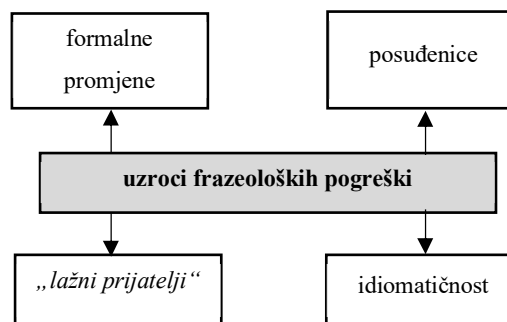 formalne
promjene
posuđenice
uzroci frazeoloških pogreški
„lažni prijatelji“
idiomatičnost